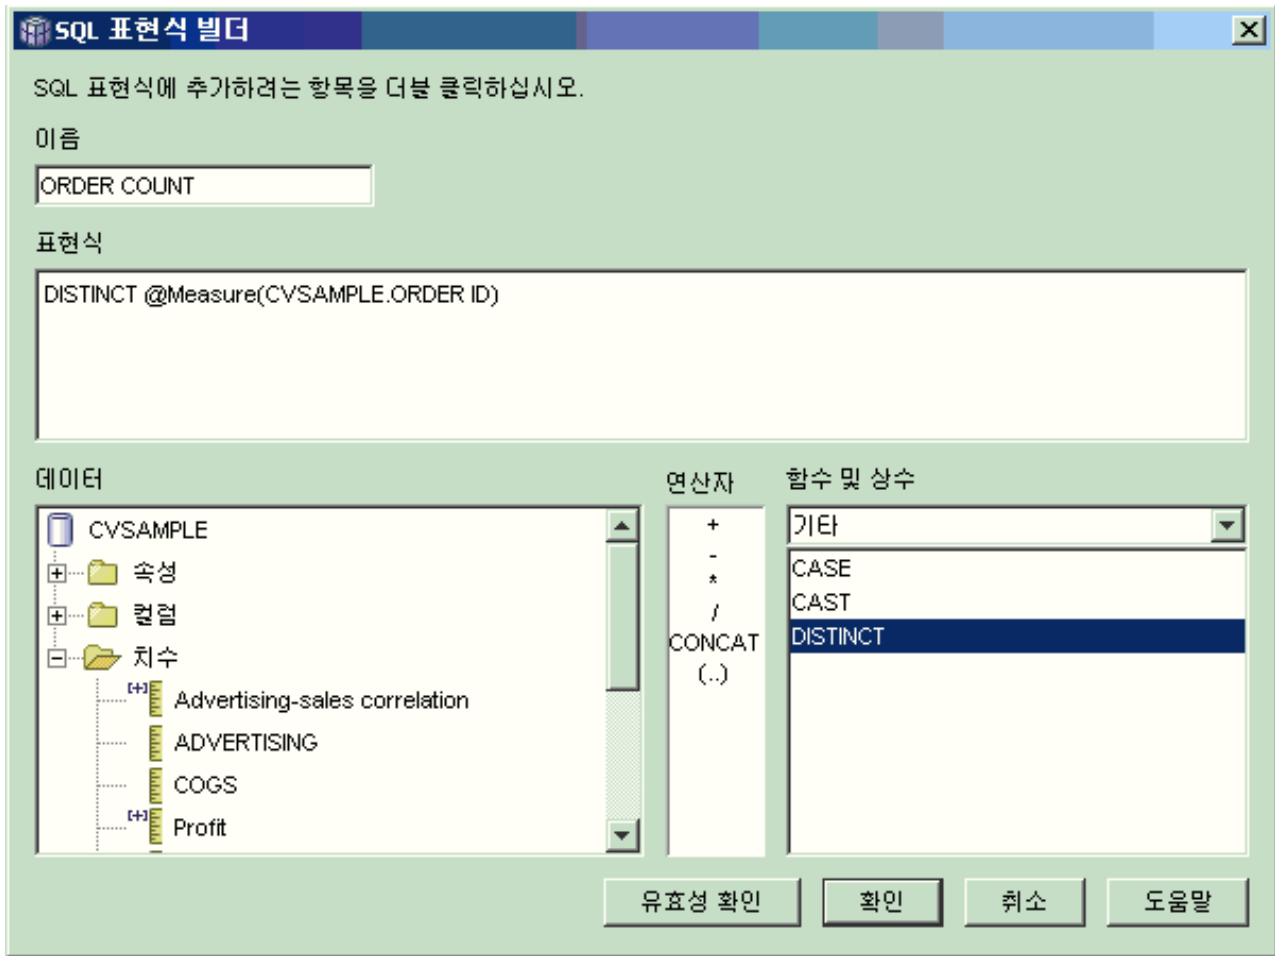 SQL 표현식 빌더
SQL 표현식에 추가하려는 항목을 더블 클릭하십시오.
이름
ORDER COUNT
표현식
DISTINCT @Measure(CVSAMPLE.ORDER ID)
데이터
CVSAMPLE
속성
컬럼
치수
Advertising-sales correlation
ADVERTISING
COGS
Profit
연산자
+
-
*
/
CONCAT
(..)
함수 및 상수
기타
CASE
CAST
DISTINCT
유효성 확인 확인 취소 도움말